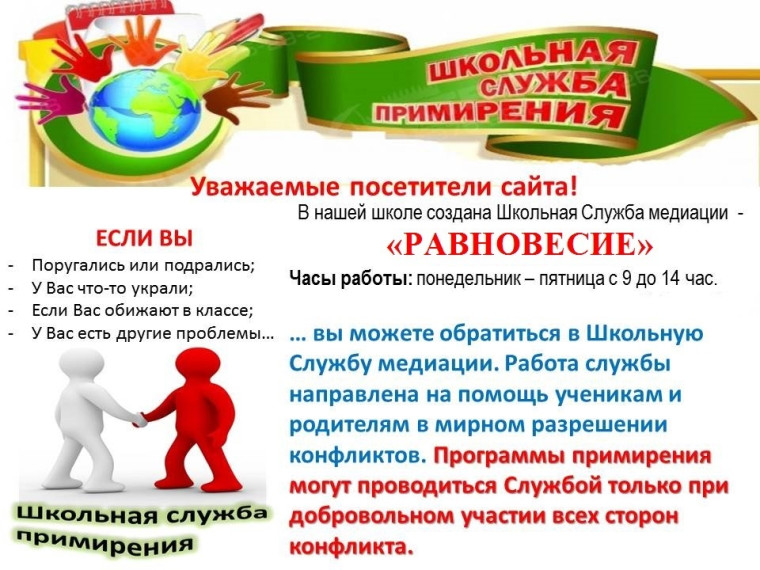 ШКОЛЬНАЯ
СЛУЖБА
ПРИМИРЕНИЯ
Уважаемые посетители сайта!
В нашей школе создана Школьная Служба медиации -
«РАВНОВЕСИЕ»
Часы работы: понедельник – пятница с 9 до 14 час.
ЕСЛИ ВЫ
- Поругались или подрались;
- У Вас что-то украли;
- Если Вас обижают в классе;
- У Вас есть другие проблемы...
... вы можете обратиться в Школьную
Службу медиации. Работа службы
направлена на помощь ученикам и
родителям в мирном разрешении
конфликтов. Программы примирения
могут проводиться Службой только при
добровольном участии всех сторон
конфликта.
Школьная служба
примирения